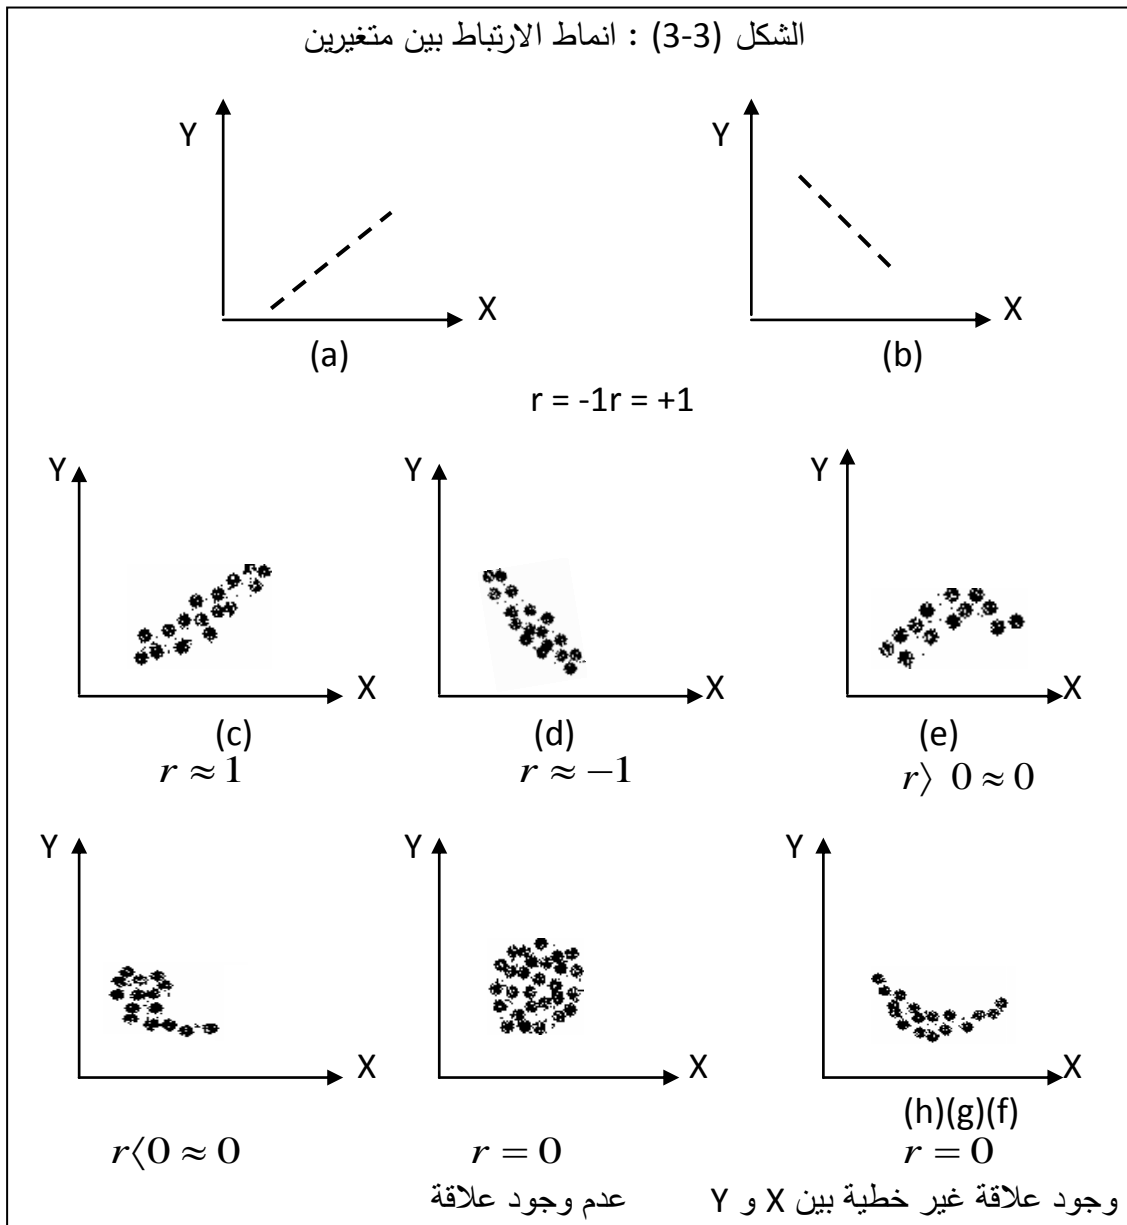 الشكل (3-3) : انماط الارتباط بين متغيرين
Y
X
(a)
Y
X
(b)
r = -1r = +1
Y
X
(c)
r ≈ 1
Y
X
(d)
r ≈ −1
Y
X
(e)
r〉 0 ≈ 0
Y
X
r〈0 ≈ 0
Y
X
r = 0
عدم وجود علاقة
Y
X
(h)(g)(f)
r = 0
وجود علاقة غير خطية بين X و Y